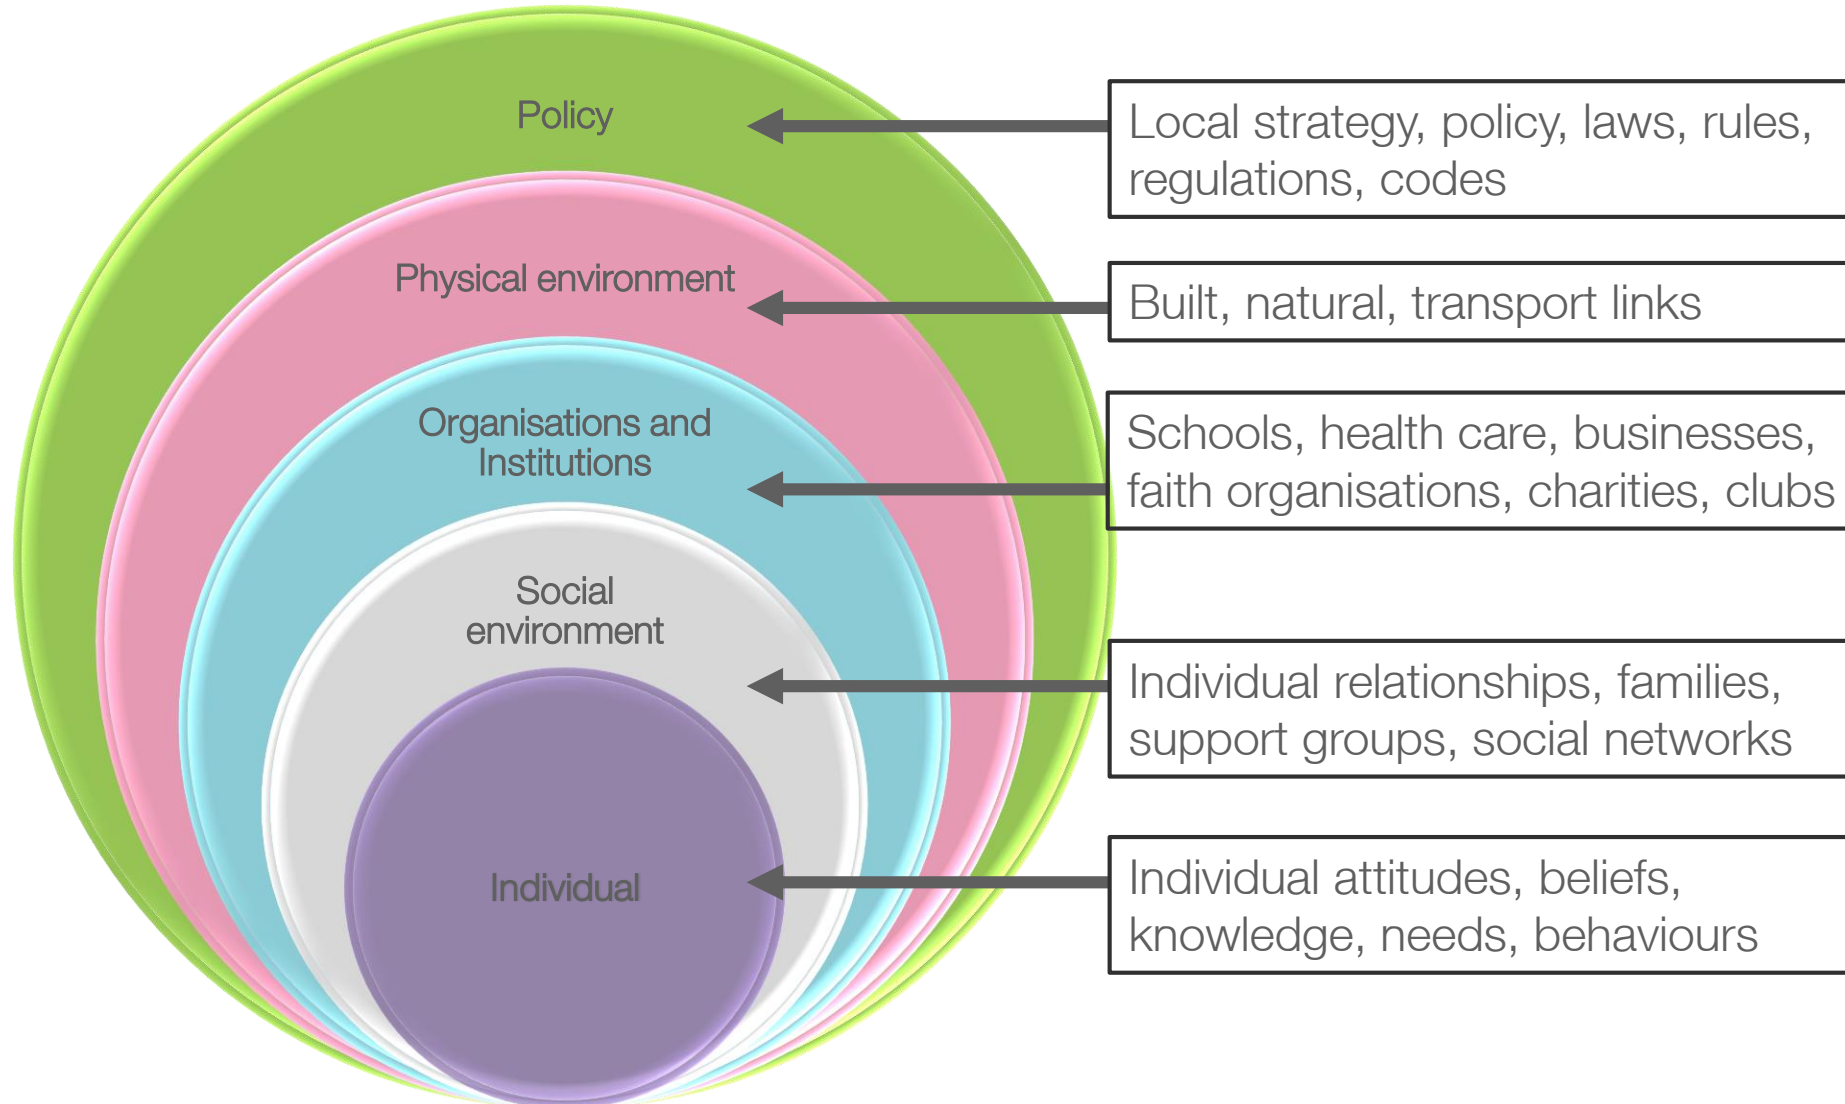 Policy
Local strategy, policy, laws, rules,
regulations, codes
Physical environment
Built, natural, transport links
Organisations and
Institutions
Schools, health care, businesses,
faith organisations, charities, clubs
Social
environment
Individual relationships, families,
support groups, social networks
Individual
Individual attitudes, beliefs,
knowledge, needs, behaviours